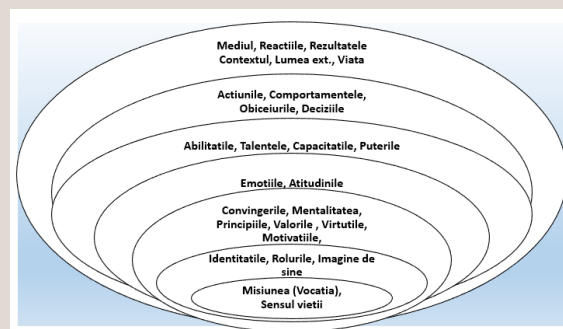 Mediul, Reactiile, Rezultatele
Contextul, Lumea ext., Viata
Actiunile, Comportamentele,
Obiceiurile, Deciziile
Abilitatile, Talentele, Capacitatile, Puterile
Emotiile, Atitudinile
Convingerile, Mentalitatea,
Principiile, Valorile , Virtutile,
Motivatiile,
Identitatile, Rolurile, Imagine de
sine
Misiunea (Vocatia),
Sensul vietii